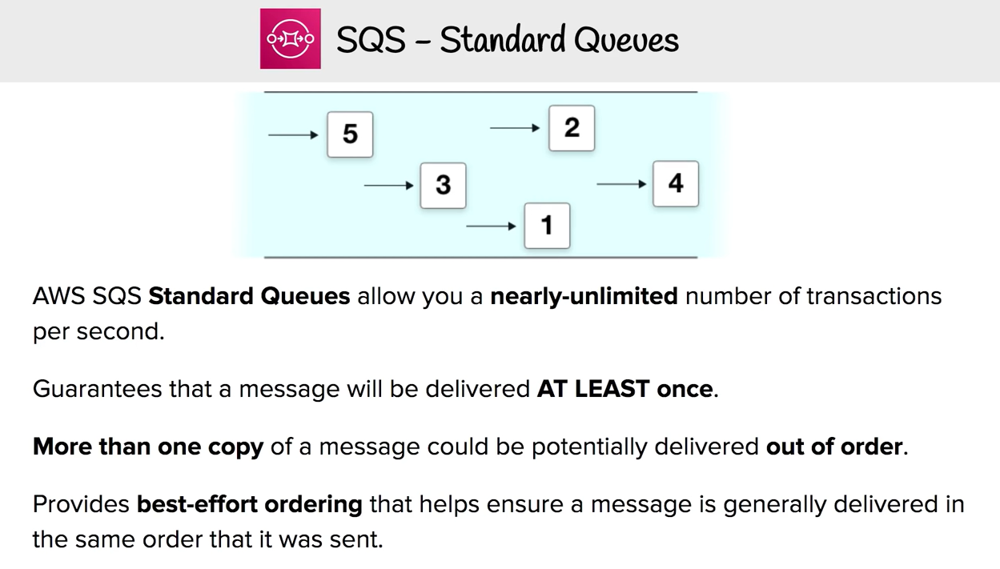 SQS – Standard Queues
5
2
3
4
1
AWS SQS Standard Queues allow you a nearly-unlimited number of transactions
per second.
Guarantees that a message will be delivered AT LEAST once.
More than one copy of a message could be potentially delivered out of order.
Provides best-effort ordering that helps ensure a message is generally delivered in
the same order that it was sent.